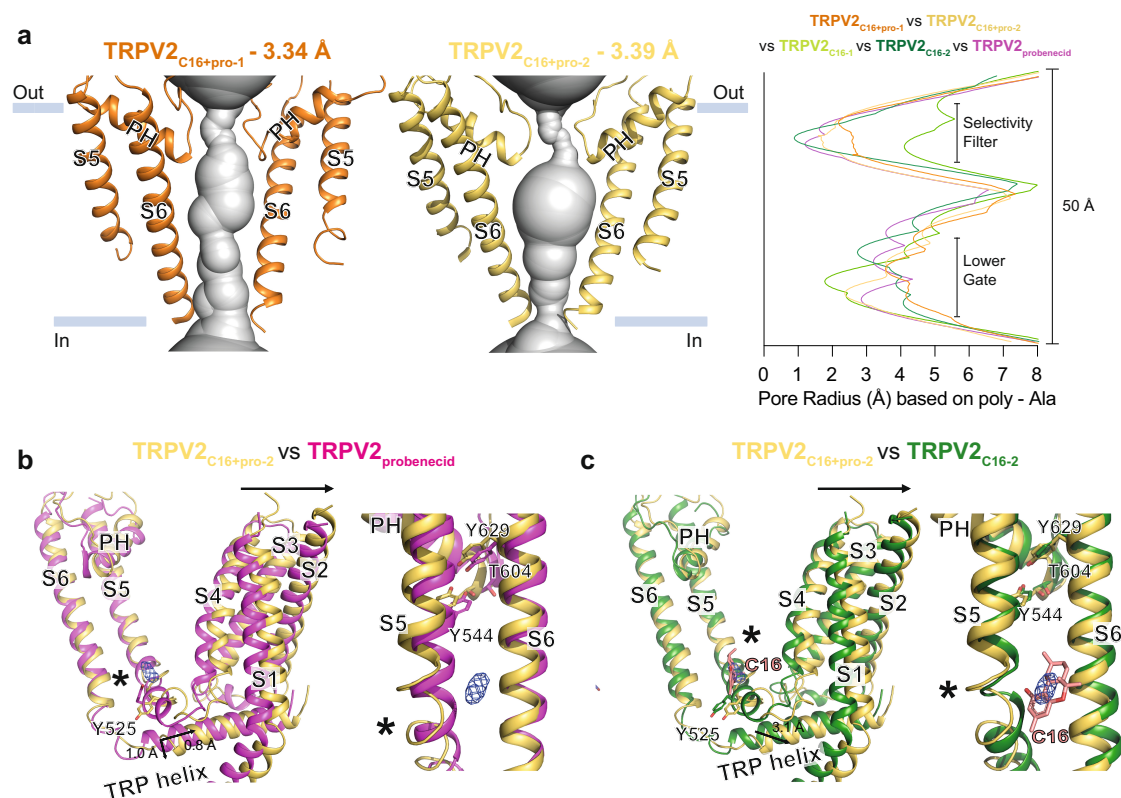 a
TRPV2C16+pro-1 - 3.34 Å
TRPV2C16+pro-2 - 3.39 Å
Out
PH
S5
S6
PH
S5
S6
In
PH
S5
S6
PH
S5
S6
Out
In
TRPV2C16+pro-1 vs TRPV2C16+pro-2
vs TRPV2C16-1 vs TRPV2C16-2 vs TRPV2probenecid
Selectivity
Filter
Lower
Gate
50 Å
0 1 2 3 4 5 6 7 8
Pore Radius (Å) based on poly - Ala
b
TRPV2C16+pro-2 vs TRPV2probenecid
PH
S6
S5
S4
S3
S2
S1
*
Y525
1.0 Å
0.8 Å
TRP helix
PH
Y629
T604
S5
Y544
S6
*
c
TRPV2C16+pro-2 vs TRPV2C16-2
PH
S6
S5
S4
S3
S2
S1
*
C16
Y525
3.1 Å
TRP helix
PH
Y629
T604
S5
Y544
S6
*
C16